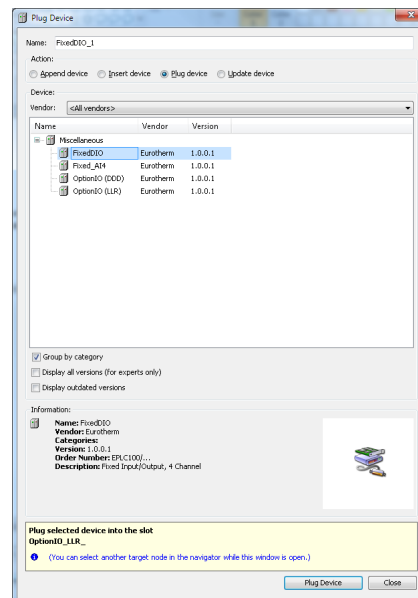 Plug Device
Name: FixedDIO_1
Action:
Append device Insert device Plug device Update device
Device:
Vendor: <All vendors>
Name Vendor Version
Miscellaneous
FixedDIO Eurotherm 1.0.0.1
Fixed_AI4 Eurotherm 1.0.0.1
OptionIO (DDD) Eurotherm 1.0.0.1
OptionIO (LLR) Eurotherm 1.0.0.1
Group by category
Display all versions (for experts only)
Display outdated versions
Information:
Name: FixedDIO
Vendor: Eurotherm
Categories:
Version: 1.0.0.1
Order Number: EPLC100/...
Description: Fixed Input/Output, 4 Channel
Plug selected device into the slot
OptionIO_LLR_
(You can select another target node in the navigator while this window is open.)
Plug Device Close